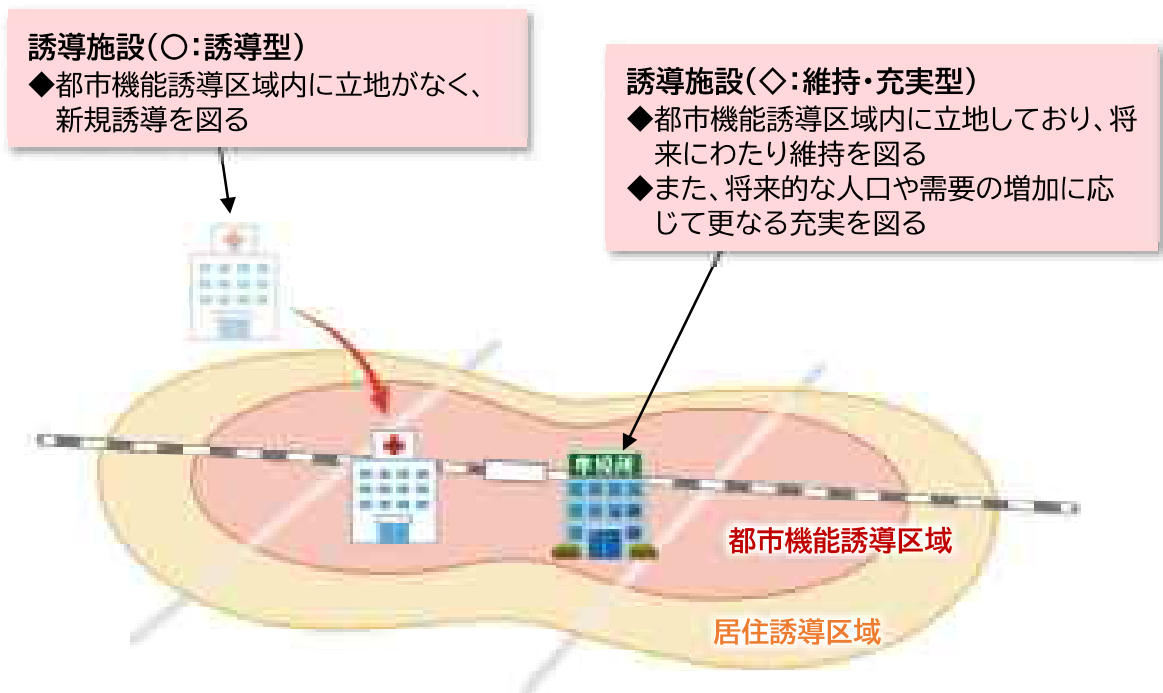 誘導施設(〇:誘導型)
◆都市機能誘導区域内に立地がなく、
新規誘導を図る
誘導施設(◇:維持・充実型)
◆都市機能誘導区域内に立地しており、将
来にわたり維持を図る
◆また、将来的な人口や需要の増加に応
じて更なる充実を図る
都市機能誘導区域
居住誘導区域